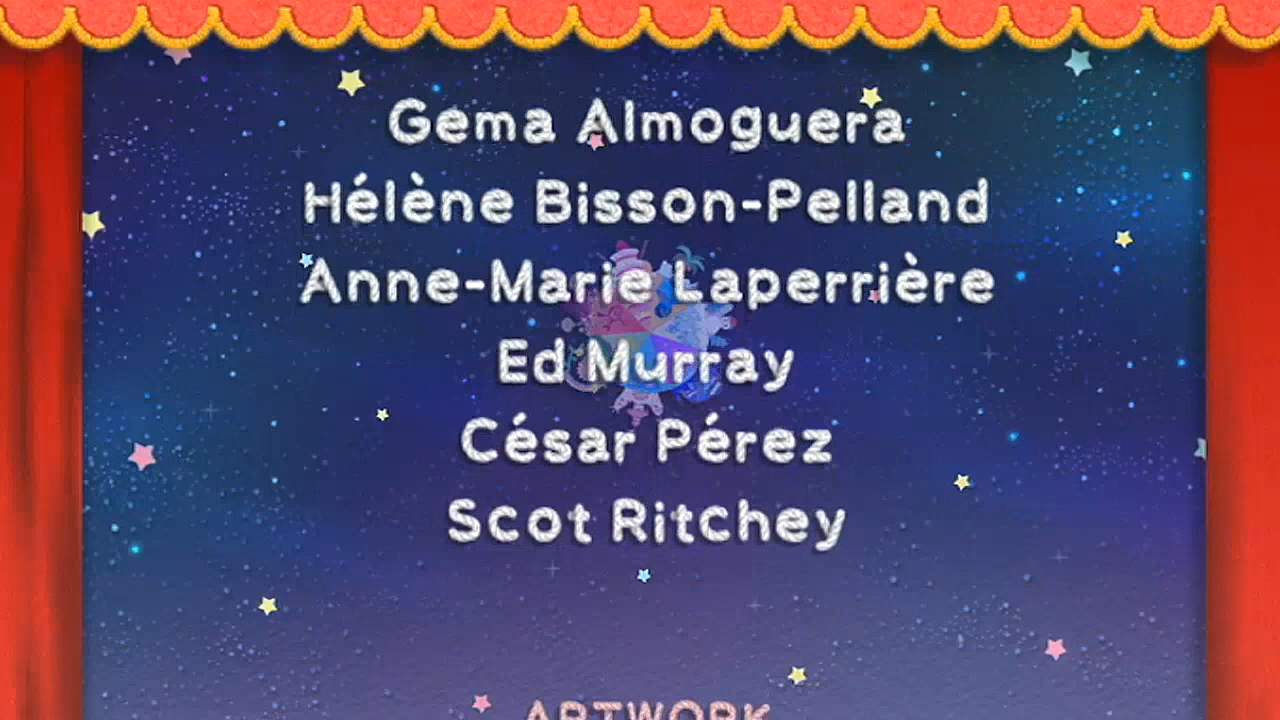 Gema Almoguera
Hélène Bisson-Pelland
Anne-Marie Laperrière
Ed Murray
César Pérez
Scot Ritchey
ARTWORK